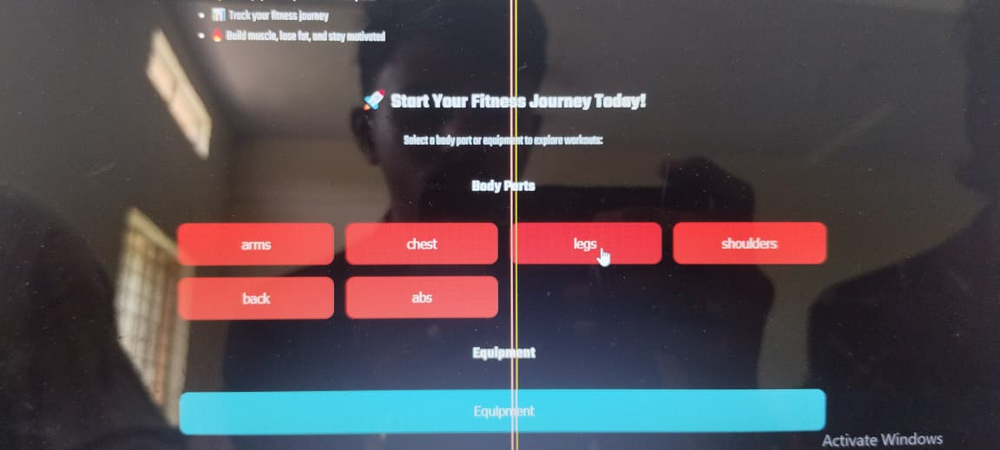 📊 Track your fitness journey
🔥 Build muscle, lose fat, and stay motivated
🚀 Start Your Fitness Journey Today!
Select a body part or equipment to explore workouts:
Body Parts
arms chest legs shoulders
back abs
Equipment
Equipment
Activate Windows